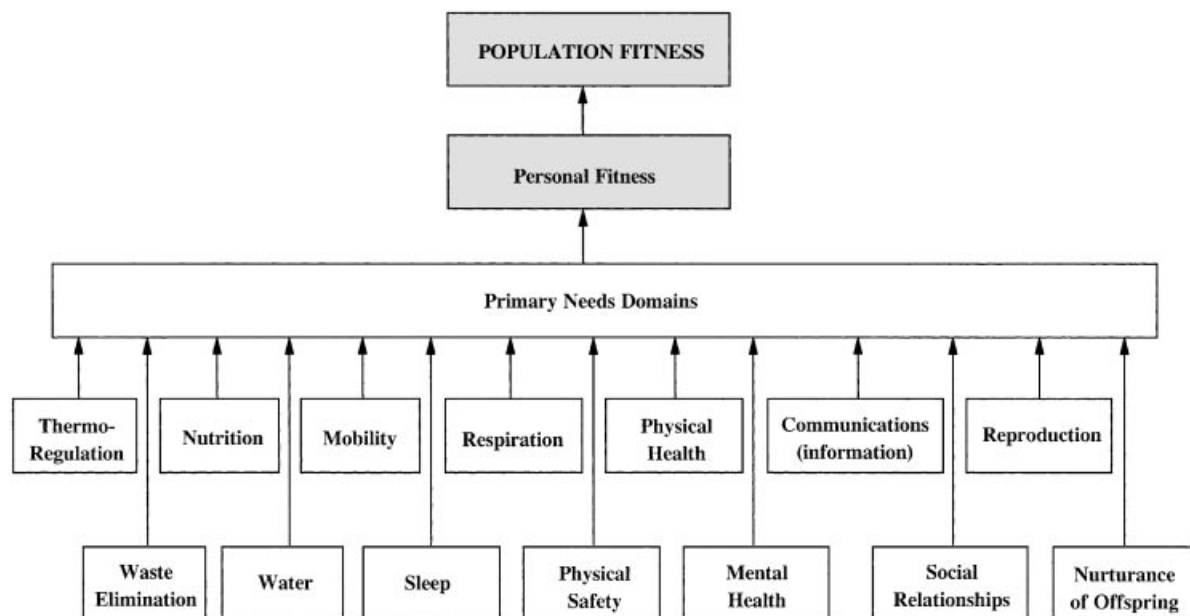 POPULATION FITNESS
Personal Fitness
Primary Needs Domains
Thermo-
Regulation
Nutrition
Mobility
Respiration
Physical
Health
Communications
(information)
Reproduction
Waste
Elimination
Water
Sleep
Physical
Safety
Mental
Health
Social
Relationships
Nurturance
of Offspring